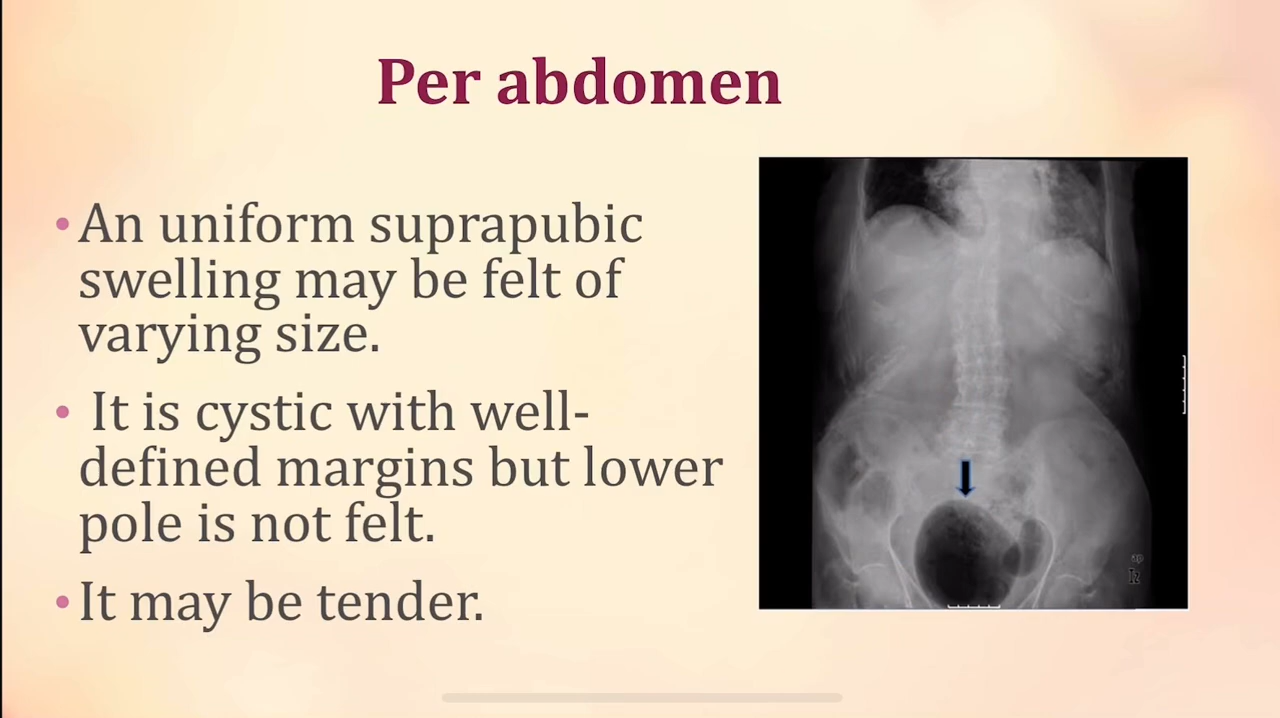 Per abdomen
•An uniform suprapubic
swelling may be felt of
varying size.
• It is cystic with well-
defined margins but lower
pole is not felt.
•It may be tender.